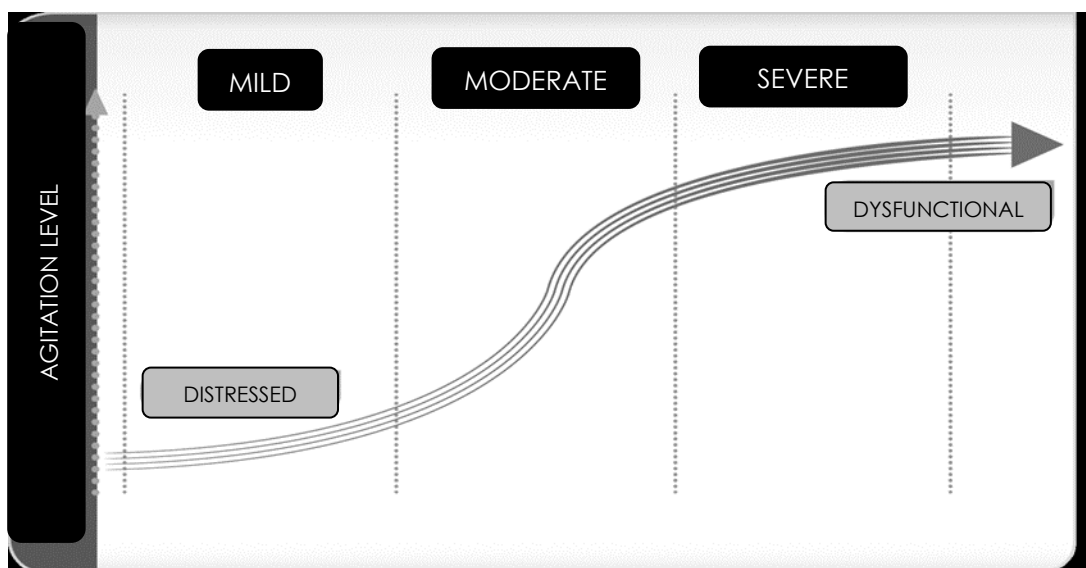 MILD
MODERATE
SEVERE
AGITATION LEVEL
DYSFUNCTIONAL
DISTRESSED